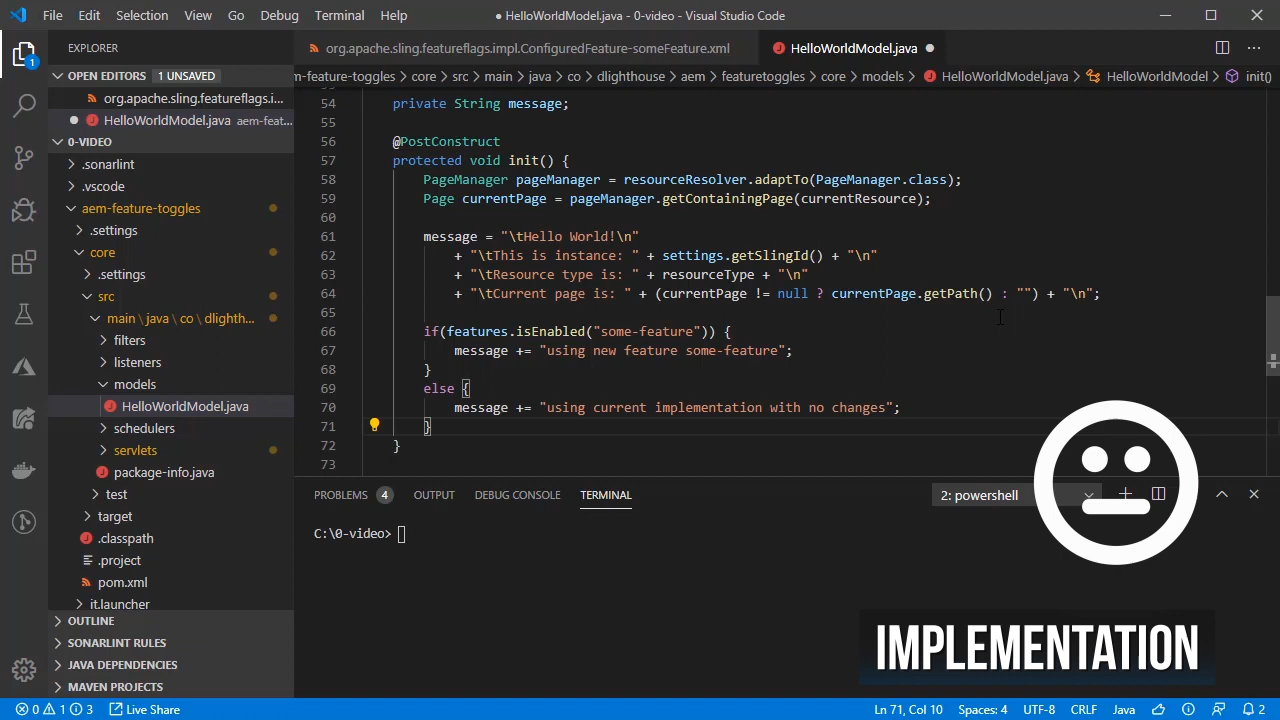 File Edit Selection View Go Debug Terminal Help ● HelloWorldModel.java - 0-video - Visual Studio Code
EXPLORER
org.apache.sling.featureflags.impl.ConfiguredFeature-someFeature.xml
HelloWorldModel.java
OPEN EDITORS 1 UNSAVED
m-feature-toggles > core > src > main > java > co > dlighthouse > aem > featuretoggles > core > models > HelloWorldModel.java > HelloWorldModel > init()
org.apache.sling.featureflags.i...
HelloWorldModel.java aem-feat...
0-VIDEO
.sonarlint
.vscode
aem-feature-toggles
.settings
core
.settings
src
main \ java \ co \ dlighth...
filters
listeners
models
HelloWorldModel.java
schedulers
servlets
package-info.java
test
target
.classpath
.project
pom.xml
it.launcher
OUTLINE
SONARLINT RULES
JAVA DEPENDENCIES
MAVEN PROJECTS
54 private String message;
55
56 @PostConstruct
57 protected void init() {
58 PageManager pageManager = resourceResolver.adaptTo(PageManager.class);
59 Page currentPage = pageManager.getContainingPage(currentResource);
60
61 message = "\tHello World!\n"
62 + "\tThis is instance: " + settings.getSlingId() + "\n"
63 + "\tResource type is: " + resourceType + "\n"
64 + "\tCurrent page is: " + (currentPage != null ? currentPage.getPath() : "") + "\n";
65
66 if(features.isEnabled("some-feature")) {
67 message += "using new feature some-feature";
68 }
69 else {
70 message += "using current implementation with no changes";
71 }
72 }
73
PROBLEMS 4 OUTPUT DEBUG CONSOLE TERMINAL 2: powershell
C:\0-video>
IMPLEMENTATION
1
0 1 3 Live Share Ln 71, Col 10 Spaces: 4 UTF-8 CRLF Java 2